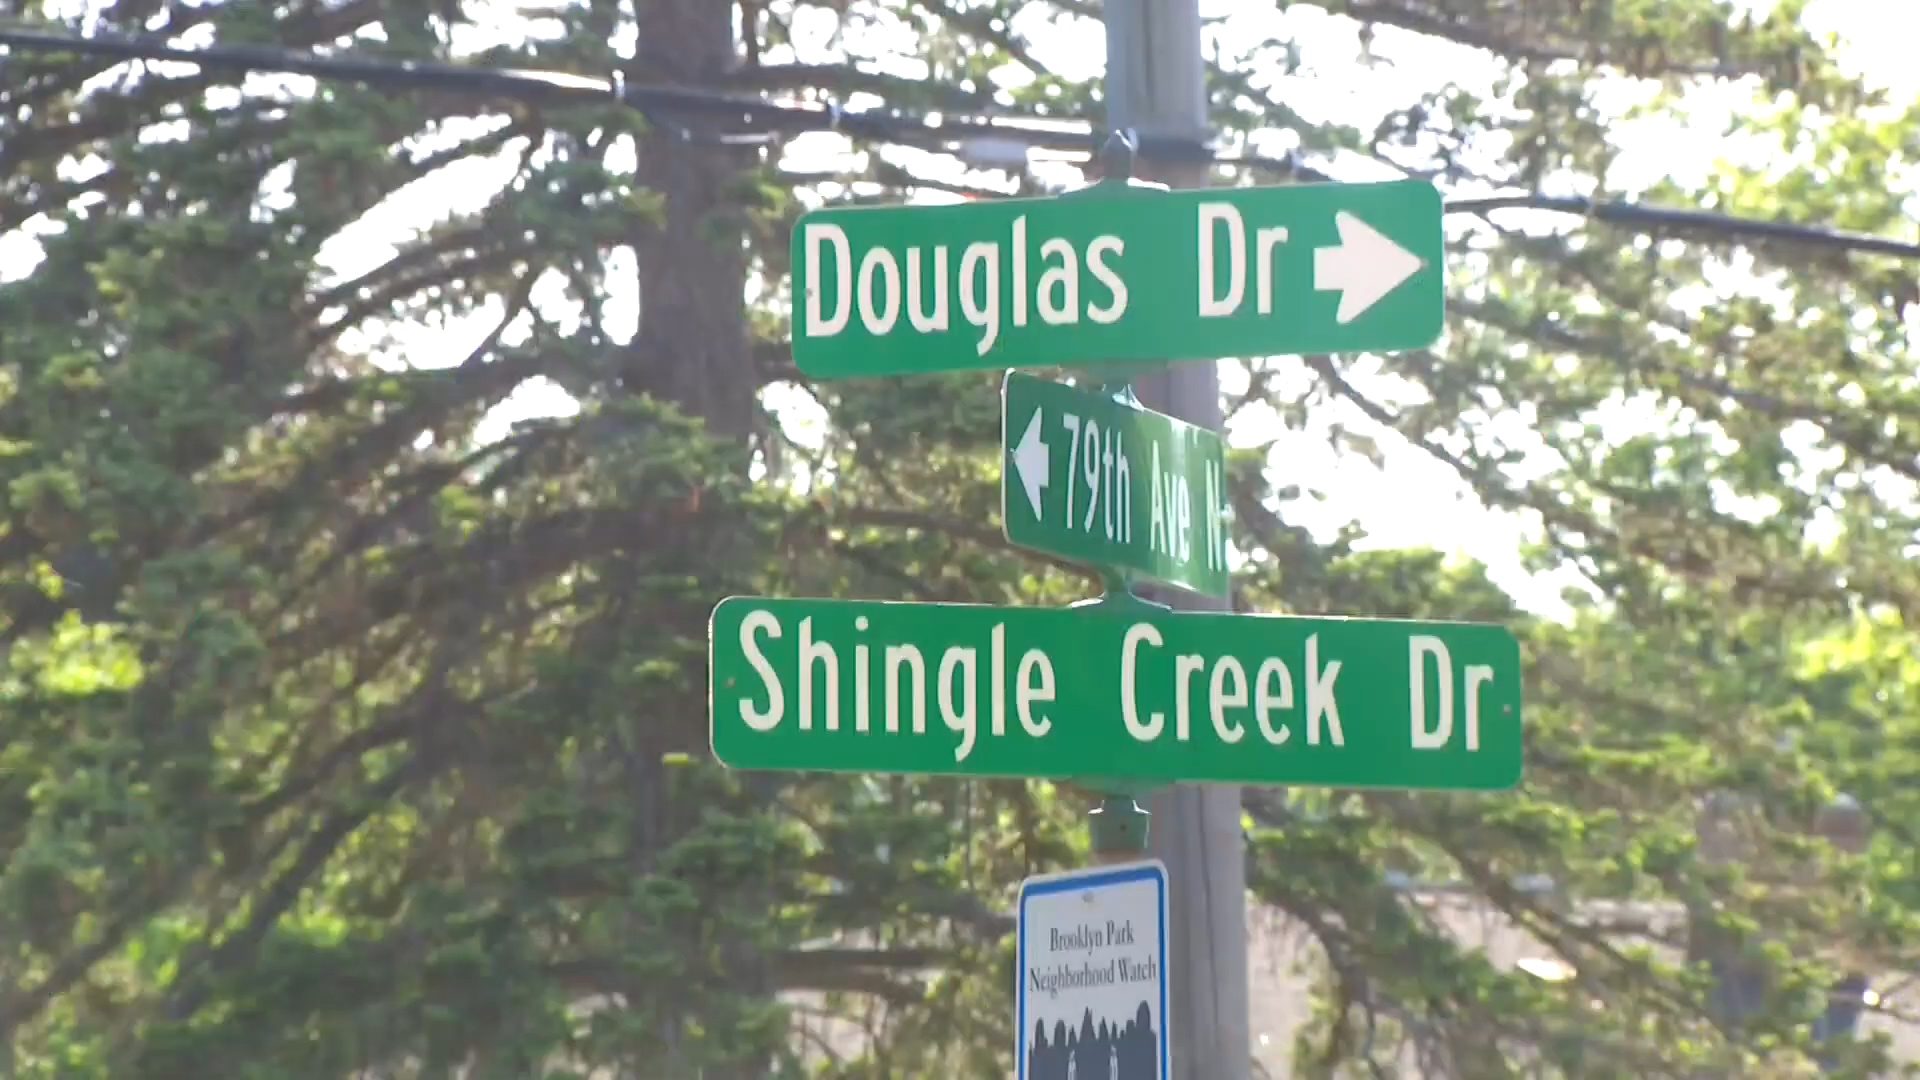 Douglas Dr
79th Ave N
Shingle Creek Dr
Brooklyn Park
Neighborhood Watch